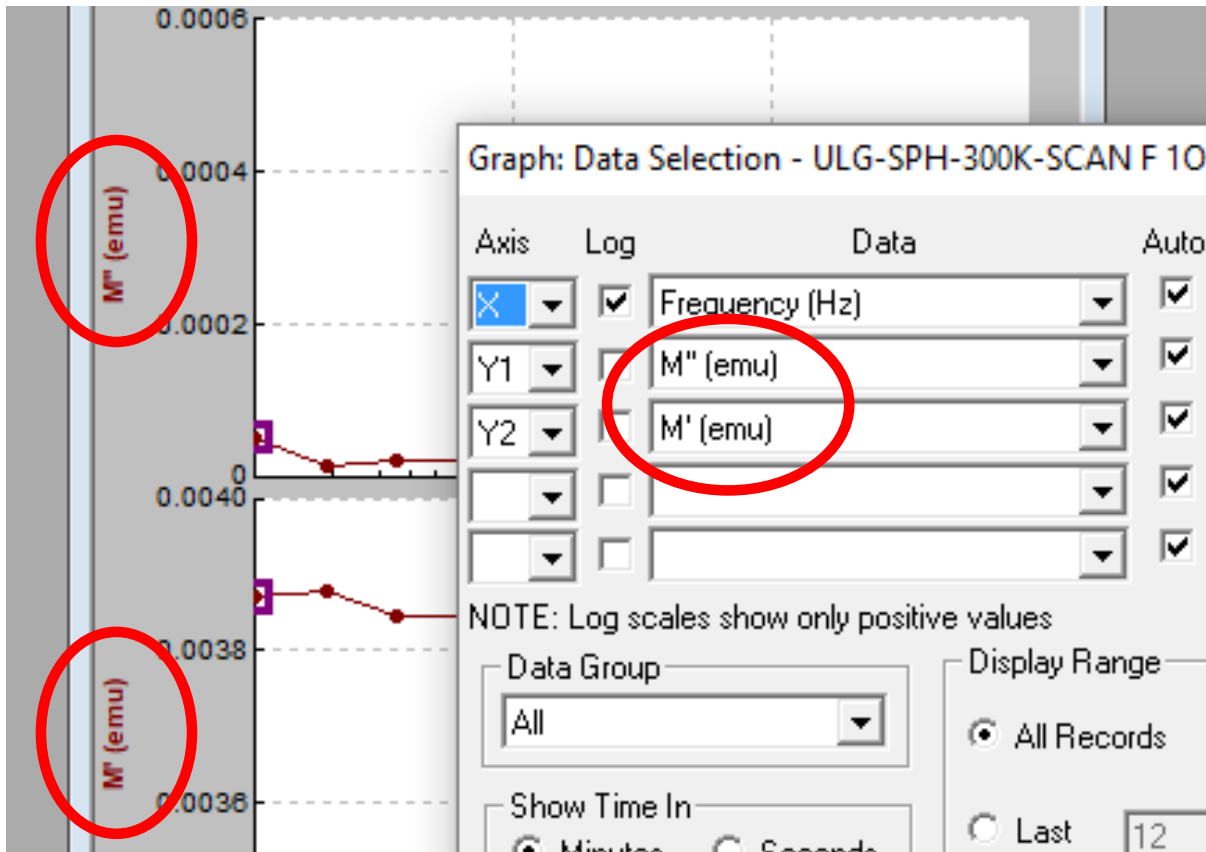 0.0006
0.0004
M" (emu)
0.0002
0
0.0040
0.0038
M' (emu)
0.0036
Graph: Data Selection - ULG-SPH-300K-SCAN F 1O
Axis Log Data Auto
X Frequency (Hz)
Y1 M" (emu)
Y2 M' (emu)
NOTE: Log scales show only positive values
Data Group
All
Display Range
All Records
Show Time In
Minutes Seconds
Last 12